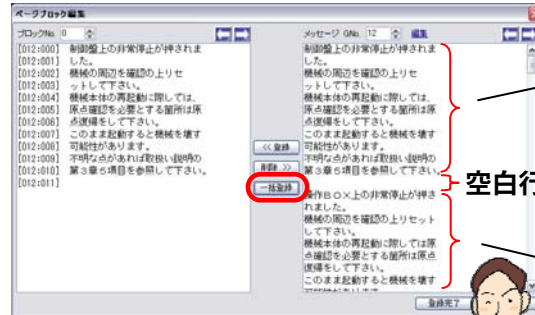 ページブロック編集
ブロックNo. 0
メッセージ GNo. 12 編集
[012:000] 制御盤上の非常停止が押されま
[012:001] した。
[012:002] 機械の周辺を確認の上リセ
[012:003] ットして下さい。
[012:004] 機械本体の再起動に際しては、
[012:005] 原点確認を必要とする箇所は原
[012:006] 点復帰をして下さい。
[012:007] このまま起動すると機械を壊す
[012:008] 可能性があります。
[012:009] 不明な点があれば取扱い説明の
[012:010] 第3章6項目を参照して下さい。
[012:011]
<< 登録
削除 >>
一括登録
制御盤上の非常停止が押されま
した。
機械の周辺を確認の上リセ
ットして下さい。
機械本体の再起動に際しては、
原点確認を必要とする箇所は原
点復帰をして下さい。
このまま起動すると機械を壊す
可能性があります。
不明な点があれば取扱い説明の
第3章6項目を参照して下さい。
空白行
操作BOX上の非常停止が押さ
れました。
機械の周辺を確認の上リセット
して下さい。
機械本体の再起動に際しては原
点確認を必要とする箇所は原点
復帰をして下さい。
このまま起動すると機械を壊す
登録完了